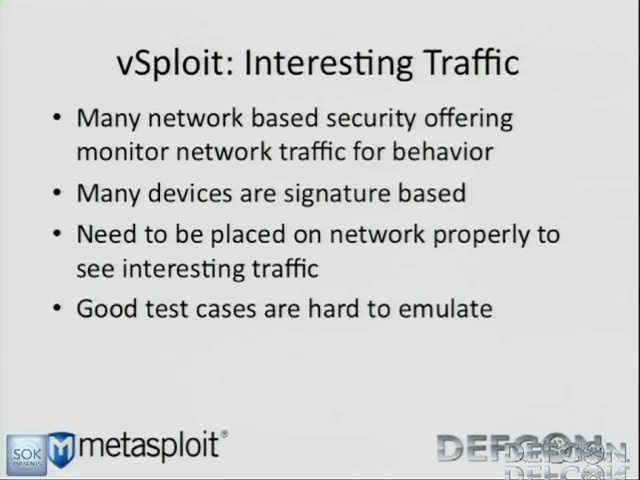 vSploit: Interesting Traffic
• Many network based security offering
monitor network traffic for behavior
• Many devices are signature based
• Need to be placed on network properly to
see interesting traffic
• Good test cases are hard to emulate
SOK
M metasploit®
DEFCON
DEFCON